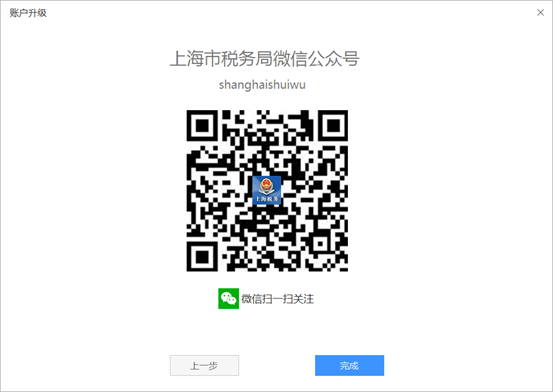 账户升级
上海市税务局微信公众号
shanghaishuiwu
上海税务
微信扫一扫关注
上一步
完成